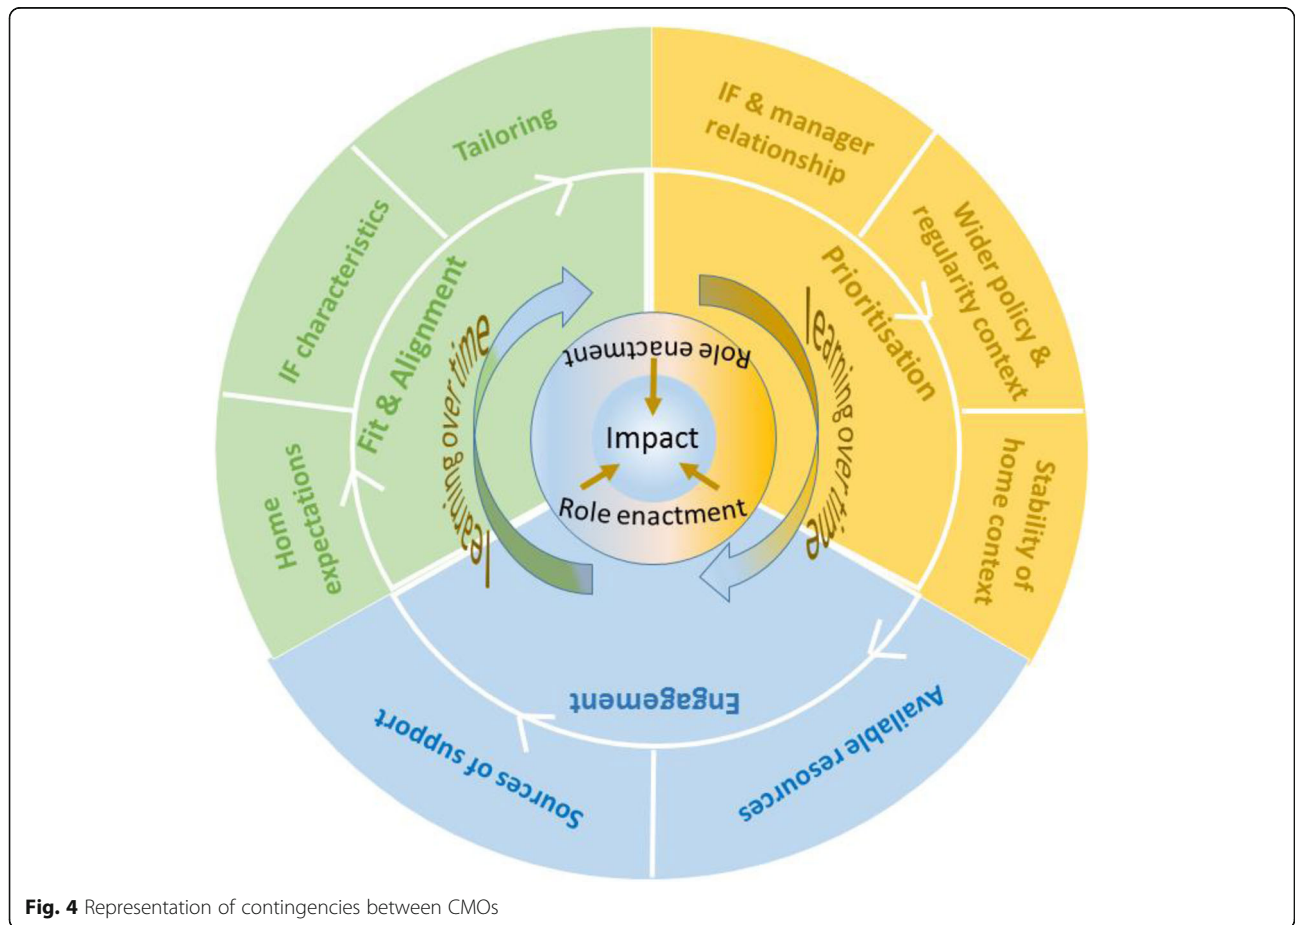 Tailoring
IF & manager
relationship
IF characteristics
Wider policy &
regularity context
Fit & Alignment
Prioritisation
learning over time
learning over time
Role enactment
Impact
Role enactment
Home
expectations
Stability of
home context
Engagement
Sources of support
Available resources
Fig. 4 Representation of contingencies between CMOs